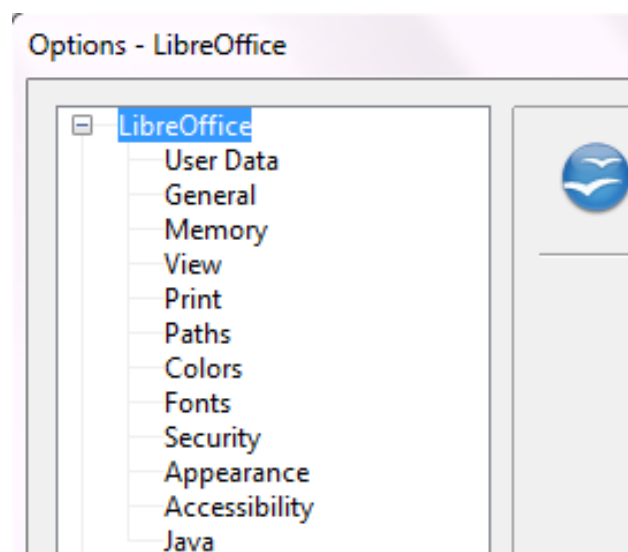 Options - LibreOffice
LibreOffice
User Data
General
Memory
View
Print
Paths
Colors
Fonts
Security
Appearance
Accessibility
Java